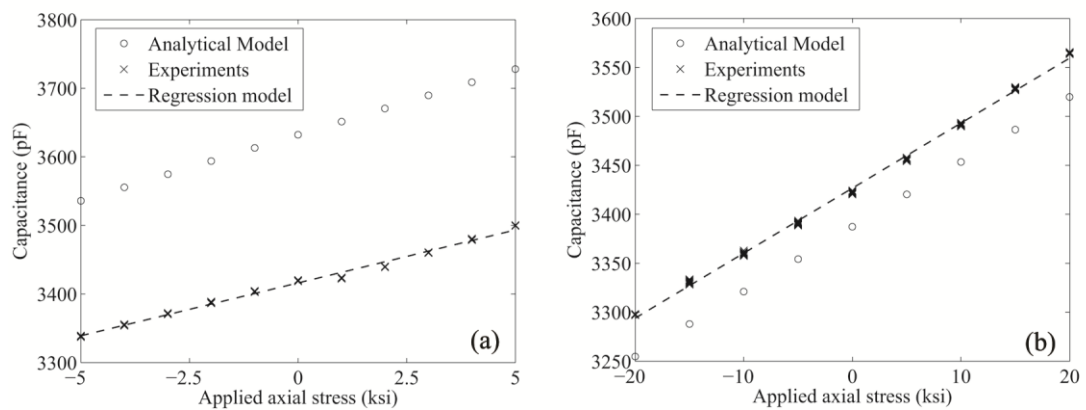 3800
3700
3600
3500
3400
3300
Capacitance (pF)
Analytical Model
Experiments
Regression model
(a)
−5
−2.5
0
2.5
5
Applied axial stress (ksi)
3600
3550
3500
3450
3400
3350
3300
3250
Capacitance (pF)
Analytical Model
Experiments
Regression model
(b)
−20
−10
0
10
20
Applied axial stress (ksi)